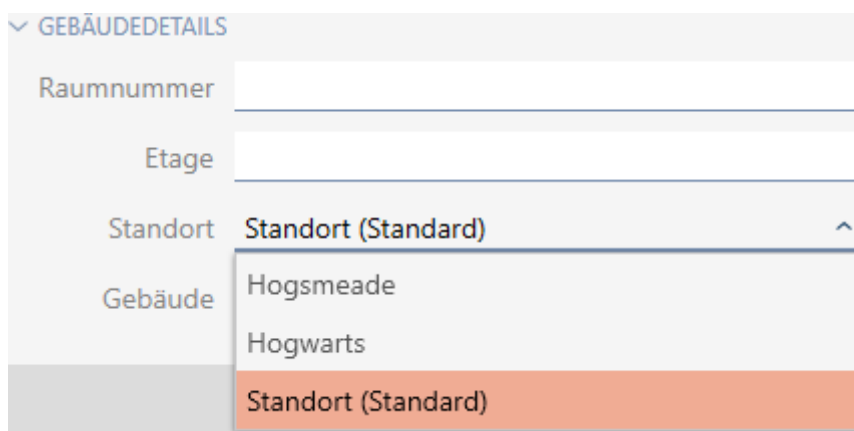 GEBÄUDEDETAILS
Raumnummer
Etage
Standort Standort (Standard)
Gebäude
Hogsmeade
Hogwarts
Standort (Standard)